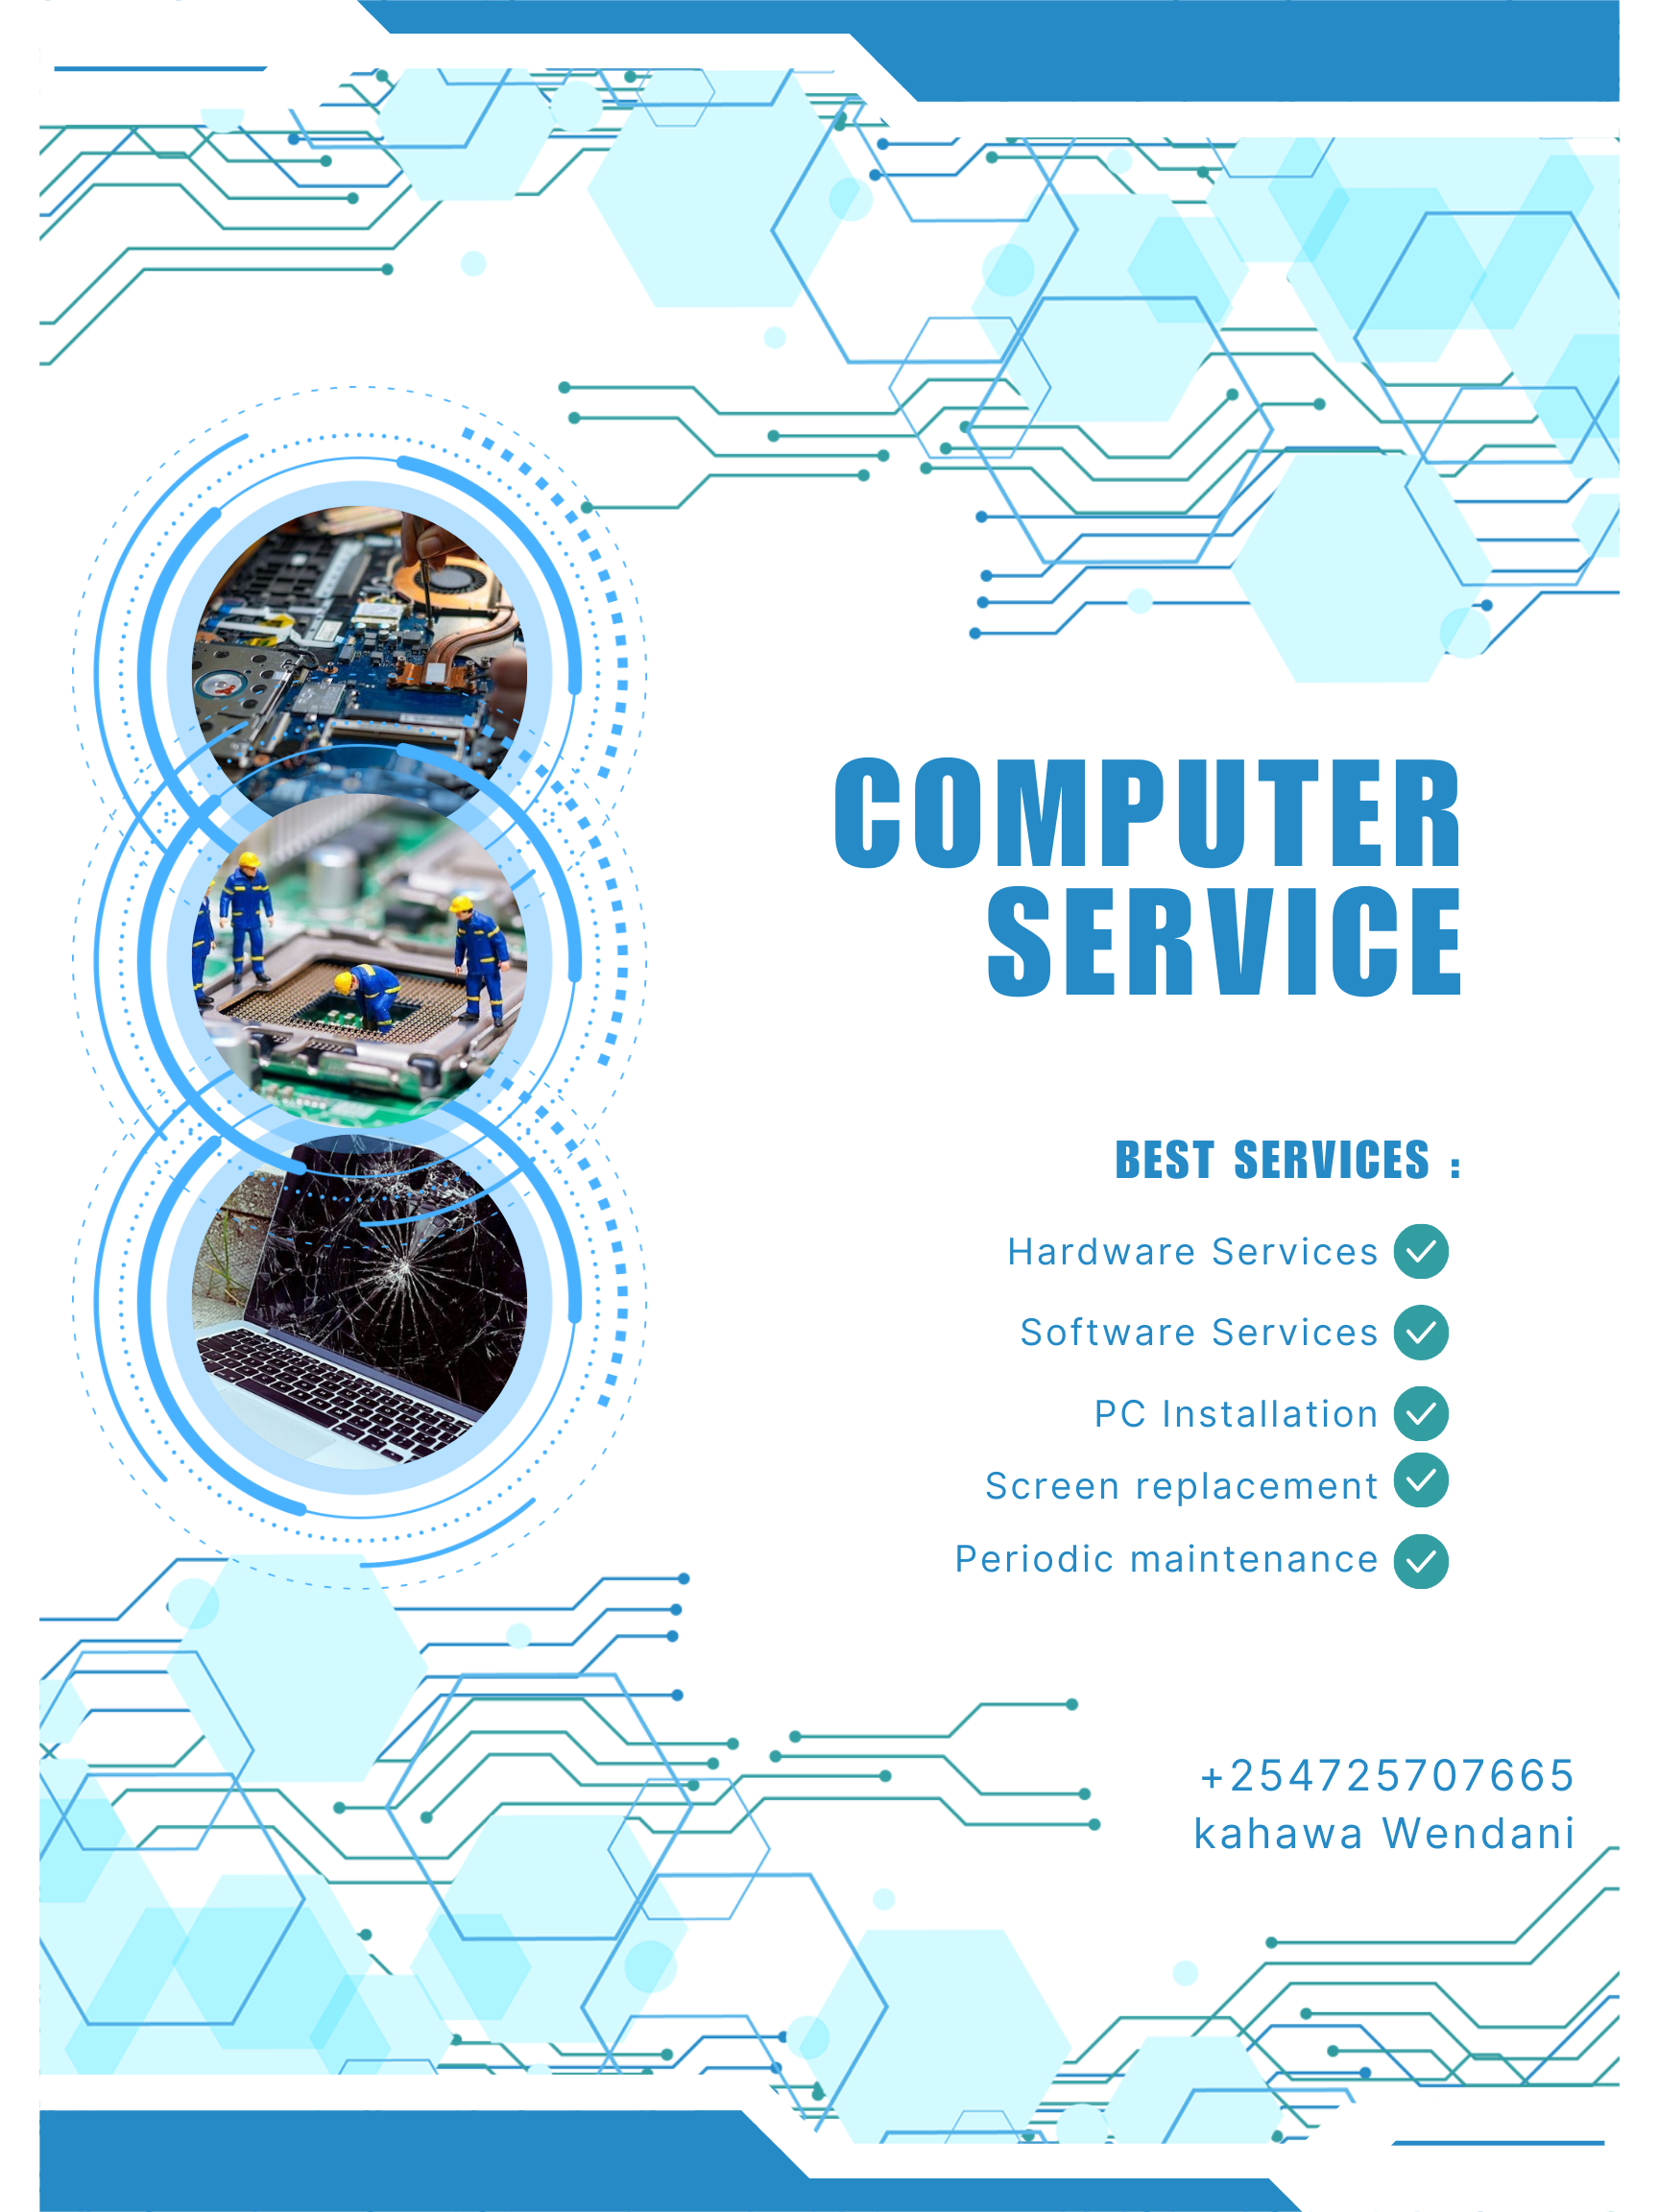 COMPUTER
SERVICE
BEST SERVICES :
Hardware Services
Software Services
PC Installation
Screen replacement
Periodic maintenance
+254725707665
kahawa Wendani